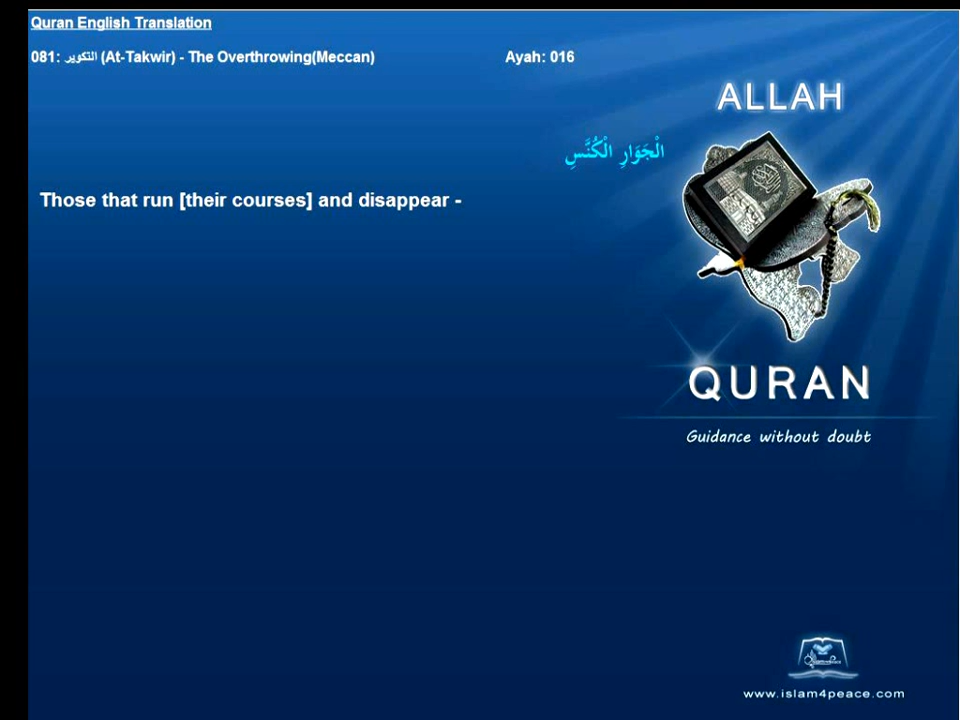 Quran English Translation
081: التكوير (At-Takwir) - The Overthrowing(Meccan) Ayah: 016
ALLAH
الْجَوَارِ الْكُنَّسِ
Those that run [their courses] and disappear -
QURAN
Guidance without doubt
www.islam4peace.com